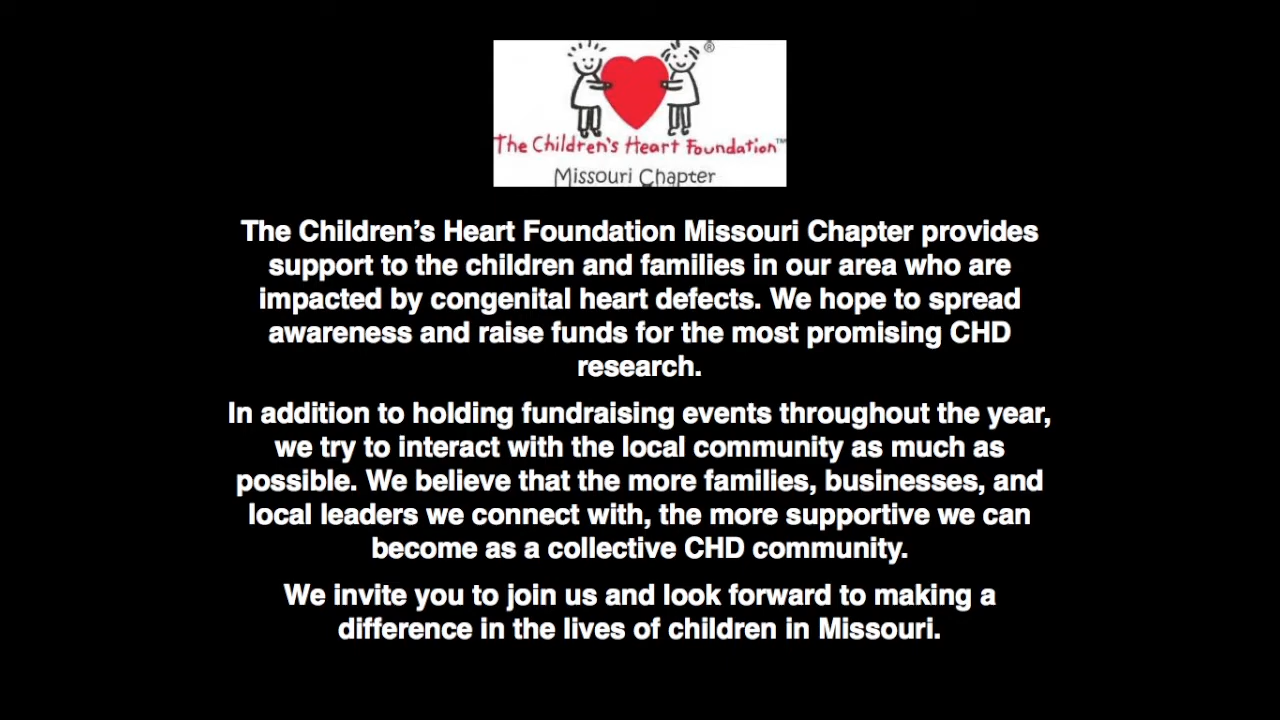 ®
The Children's Heart Foundation™
Missouri Chapter
The Children’s Heart Foundation Missouri Chapter provides
support to the children and families in our area who are
impacted by congenital heart defects. We hope to spread
awareness and raise funds for the most promising CHD
research.
In addition to holding fundraising events throughout the year,
we try to interact with the local community as much as
possible. We believe that the more families, businesses, and
local leaders we connect with, the more supportive we can
become as a collective CHD community.
We invite you to join us and look forward to making a
difference in the lives of children in Missouri.